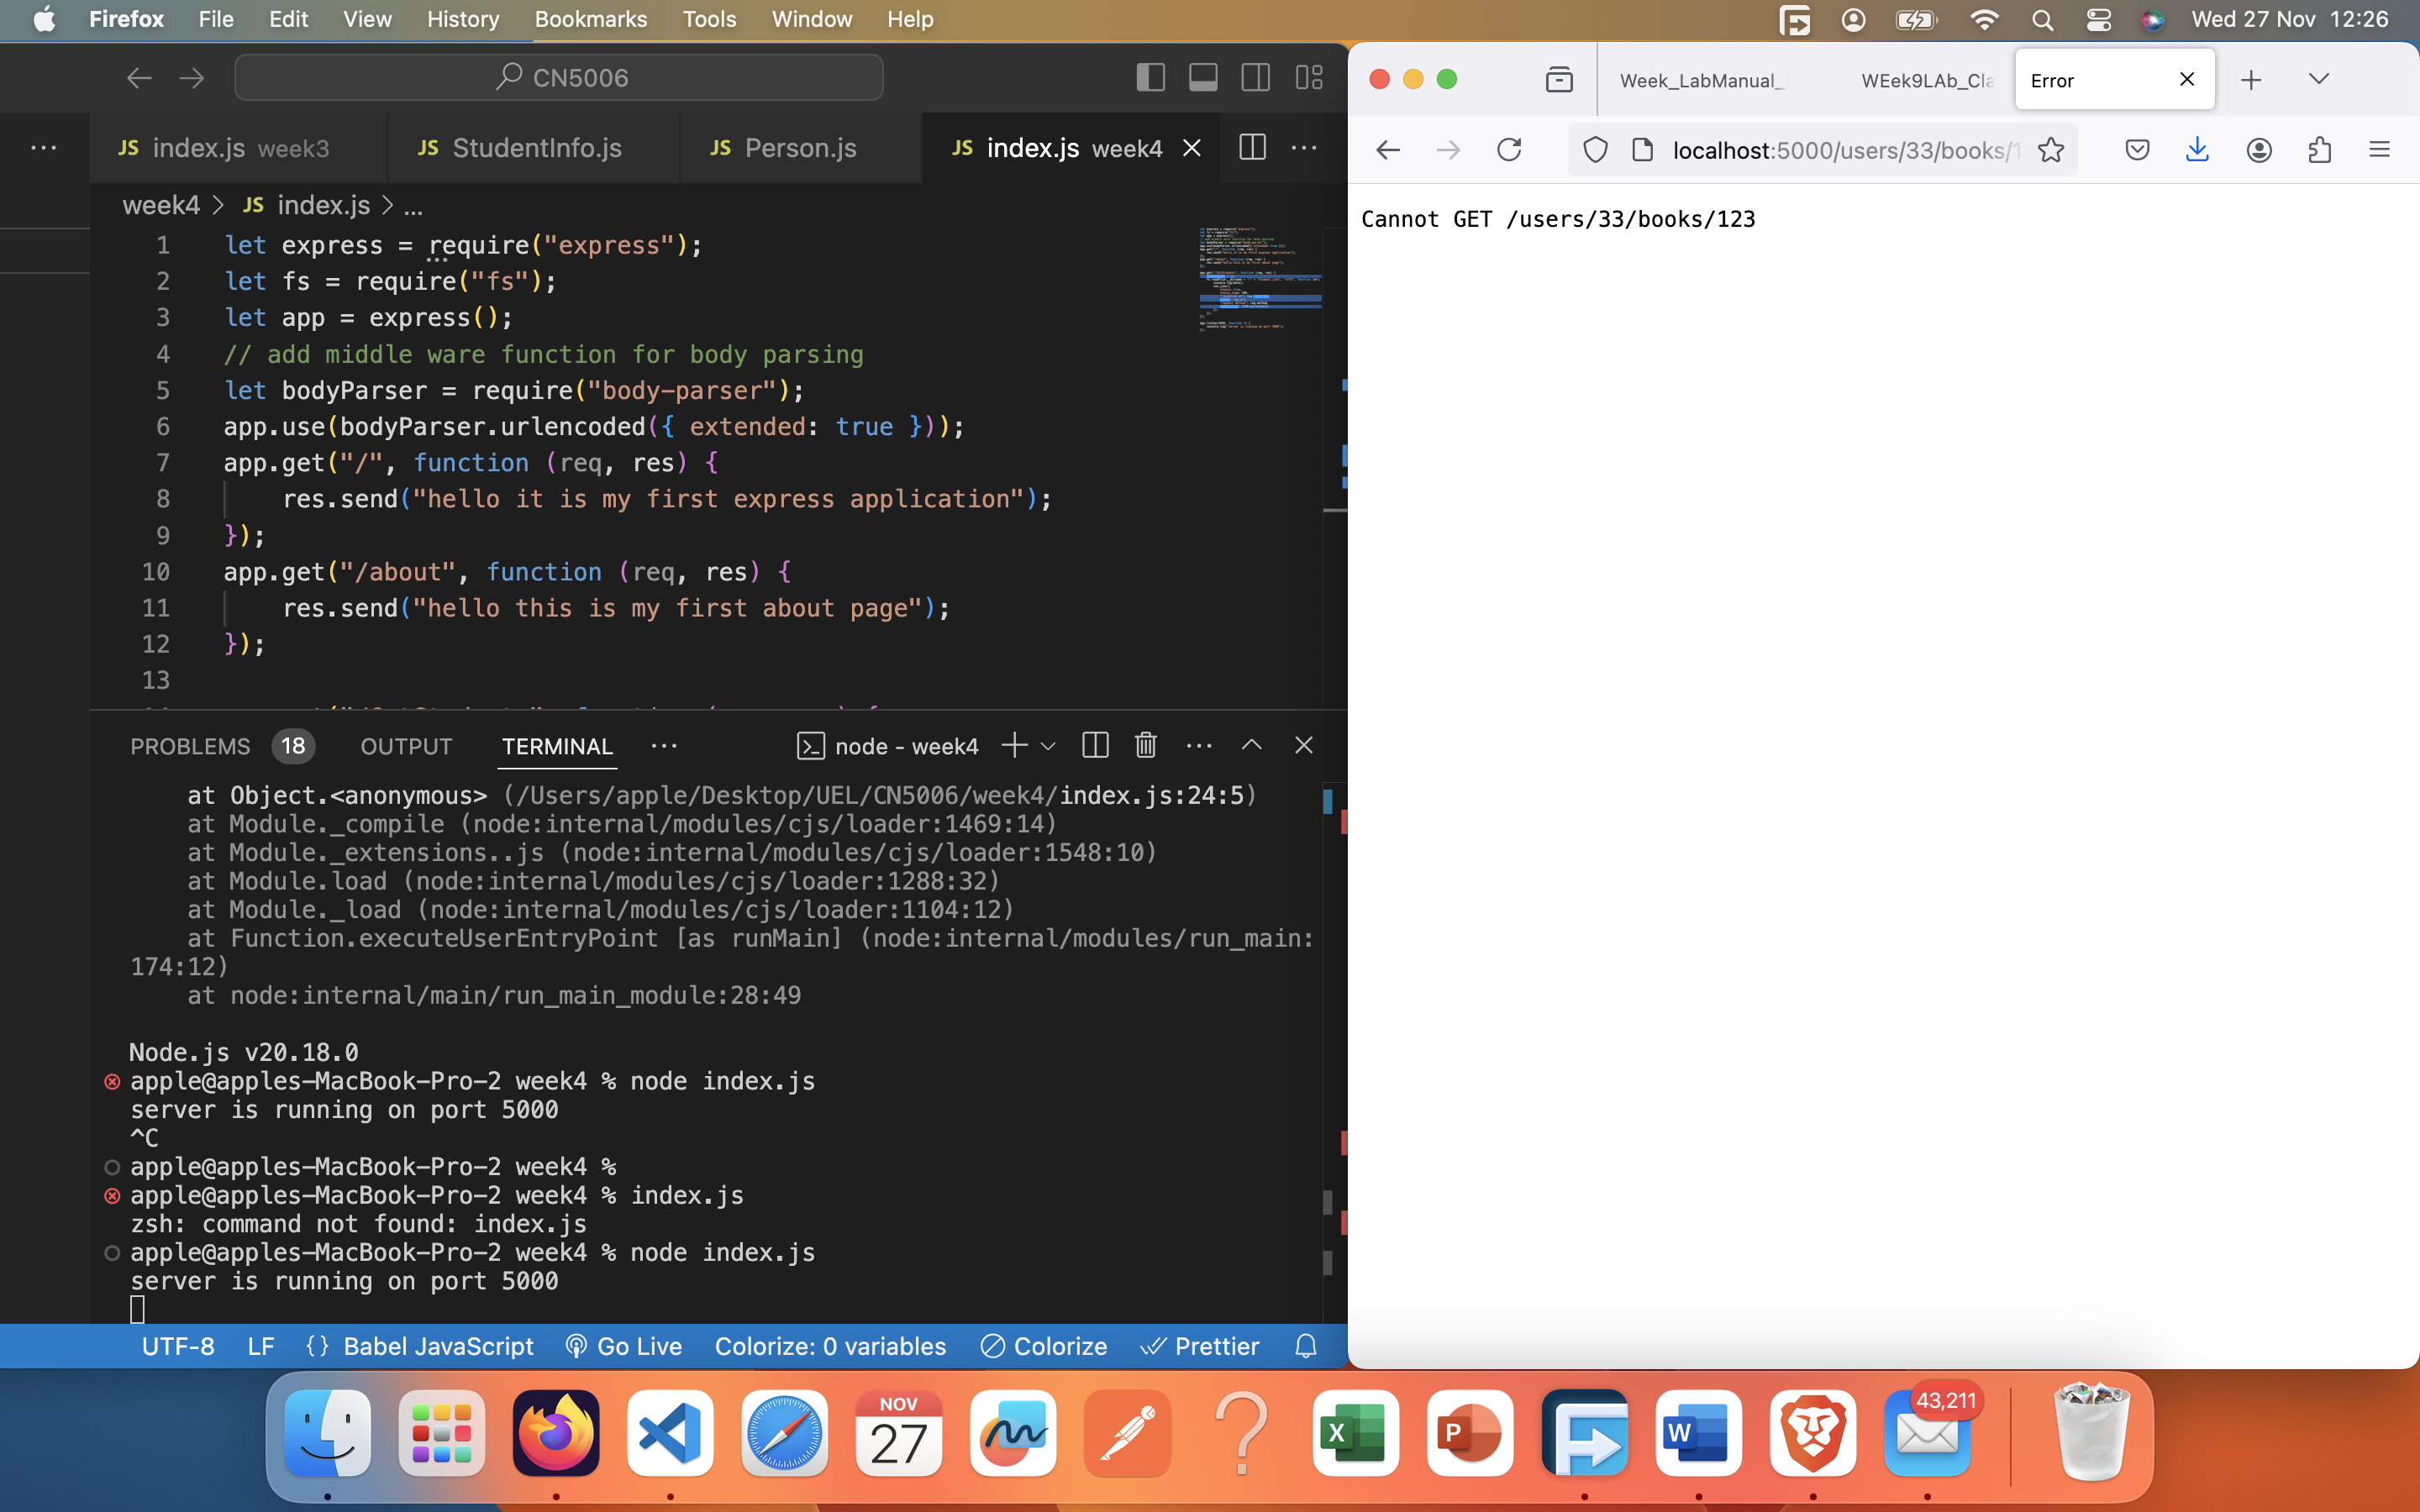 Firefox File Edit View History Bookmarks Tools Window Help
Wed 27 Nov 12:26
CN5006
JS index.js week3
JS StudentInfo.js
JS Person.js
JS index.js week4
week4 > JS index.js > ...
1 let express = require("express");
2 let fs = require("fs");
3 let app = express();
4 // add middle ware function for body parsing
5 let bodyParser = require("body-parser");
6 app.use(bodyParser.urlencoded({ extended: true }));
7 app.get("/", function (req, res) {
8 res.send("hello it is my first express application");
9 });
10 app.get("/about", function (req, res) {
11 res.send("hello this is my first about page");
12 });
13
PROBLEMS 18 OUTPUT TERMINAL ... node - week4
at Object.<anonymous> (/Users/apple/Desktop/UEL/CN5006/week4/index.js:24:5)
at Module._compile (node:internal/modules/cjs/loader:1469:14)
at Module._extensions..js (node:internal/modules/cjs/loader:1548:10)
at Module.load (node:internal/modules/cjs/loader:1288:32)
at Module._load (node:internal/modules/cjs/loader:1104:12)
at Function.executeUserEntryPoint [as runMain] (node:internal/modules/run_main:
174:12)
at node:internal/main/run_main_module:28:49
Node.js v20.18.0
apple@apples-MacBook-Pro-2 week4 % node index.js
server is running on port 5000
^C
apple@apples-MacBook-Pro-2 week4 %
apple@apples-MacBook-Pro-2 week4 % index.js
zsh: command not found: index.js
apple@apples-MacBook-Pro-2 week4 % node index.js
server is running on port 5000
UTF-8 LF {} Babel JavaScript Go Live Colorize: 0 variables Colorize Prettier
Week_LabManual_
WEek9LAb_Cla
Error
localhost:5000/users/33/books/1
Cannot GET /users/33/books/123
NOV
27
X
P
W
43,211